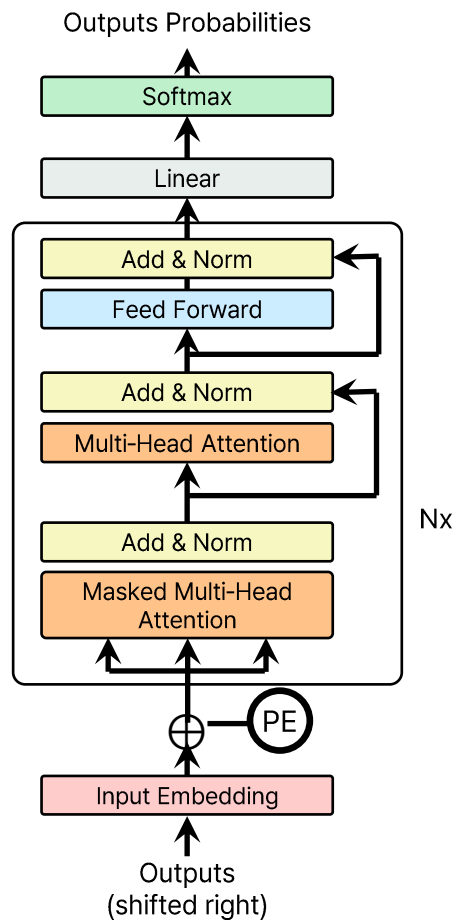 Outputs Probabilities
Softmax
Linear
Add & Norm
Feed Forward
Add & Norm
Multi-Head Attention
Nx
Add & Norm
Masked Multi-Head
Attention
PE
Input Embedding
Outputs
(shifted right)